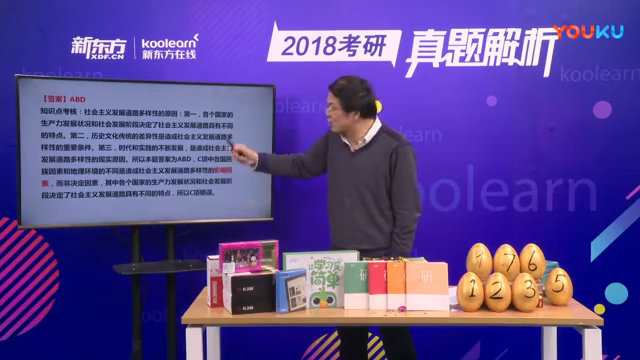 YOUKU
新东方
XDF.CN
koolearn
新东方在线
2018考研
真题解析
koolearn
【答案】ABD
知识点考核：社会主义发展道路多样性的原因：第一，各个国家的
生产力发展状况和社会发展阶段决定了社会主义发展道路具有不同
的特点。第二，历史文化传统的差异性是造成社会主义发展道路多
样性的重要条件。第三，时代和实践的不断发展，是造成社会主
发展道路多样性的现实原因。所以本题答案为ABD，C项中各国民
族因素和地理环境的不同是造成社会主义发展道路多样性的影响因
素，而非决定因素，其中各个国家的生产力发展状况和社会发展阶
段决定了社会主义发展道路具有不同的特点，所以C项错误。
koolearn
koolearn
让学习变
简单
研
9 7 6
1 2 3 5
koolearn